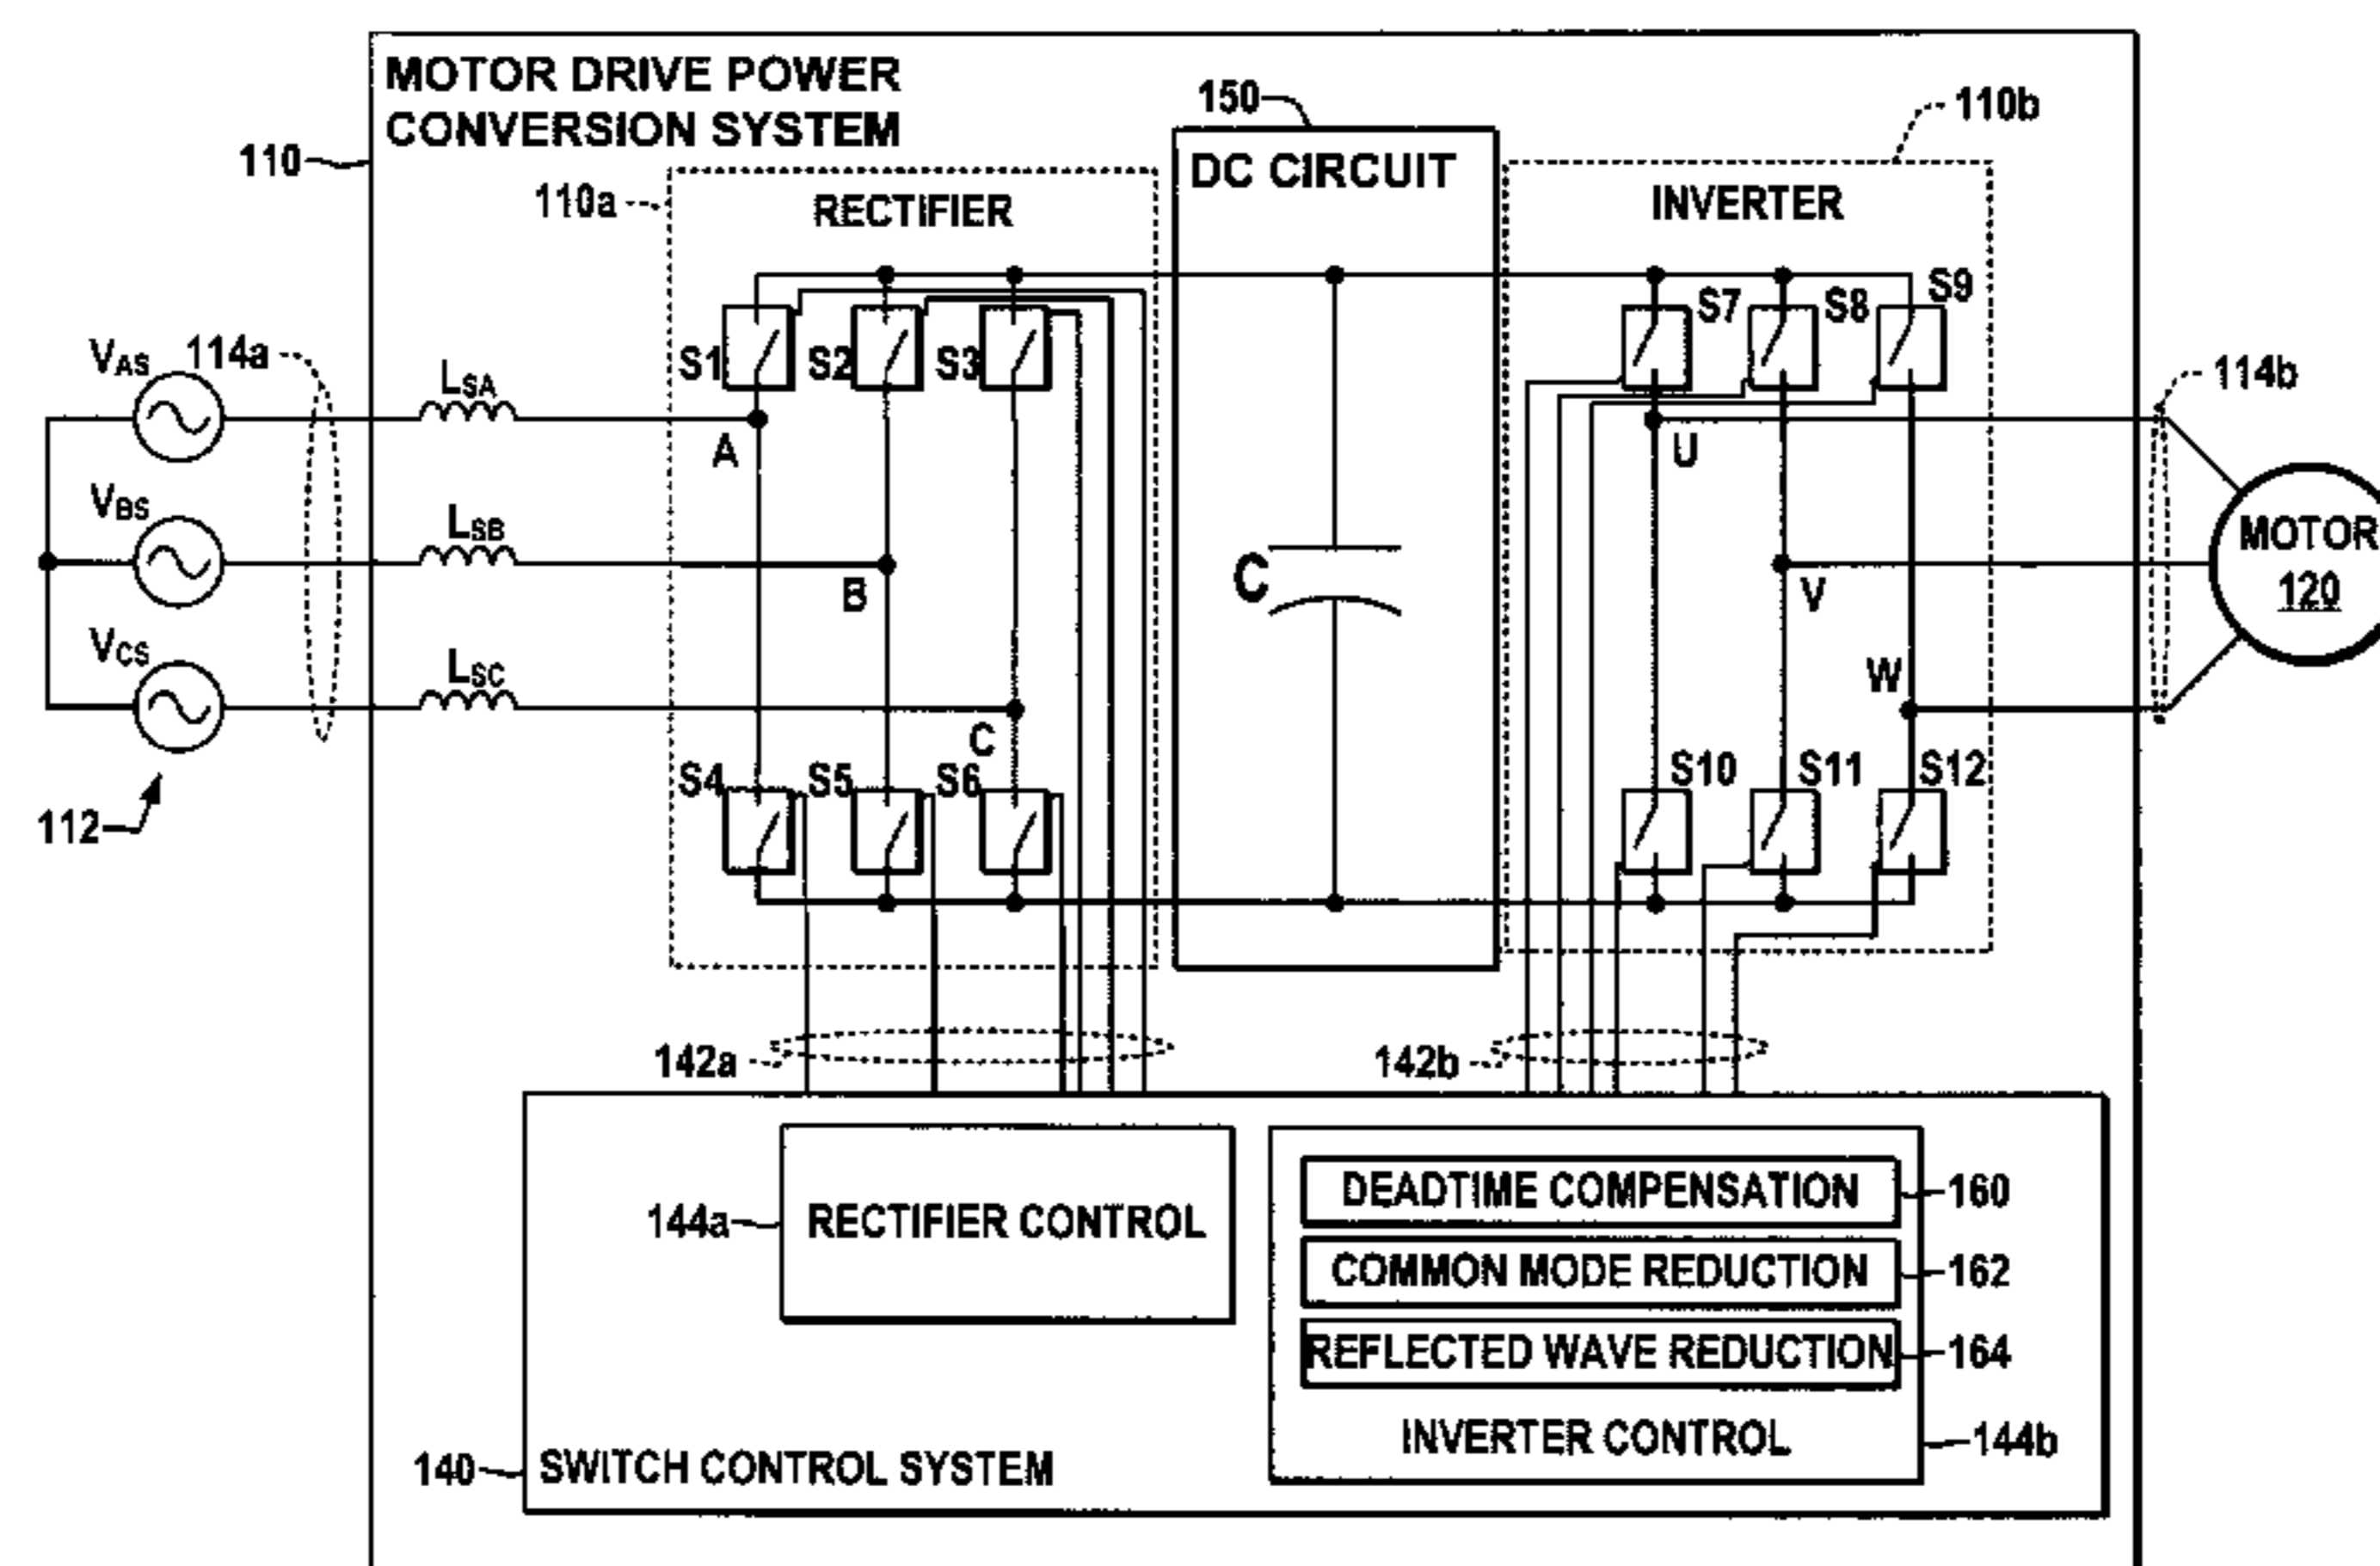 MOTOR DRIVE POWER
CONVERSION SYSTEM
110
110a
RECTIFIER
150
DC CIRCUIT
110b
INVERTER
S1
S2
S3
S7
S8
S9
VAS
114a
LSA
A
U
114b
VBS
LSB
B
C
V
MOTOR
120
VCS
LSC
C
W
S4
S5
S6
S10
S11
S12
112
142a
142b
144a
RECTIFIER CONTROL
DEADTIME COMPENSATION
160
COMMON MODE REDUCTION
162
REFLECTED WAVE REDUCTION
164
INVERTER CONTROL
144b
140
SWITCH CONTROL SYSTEM